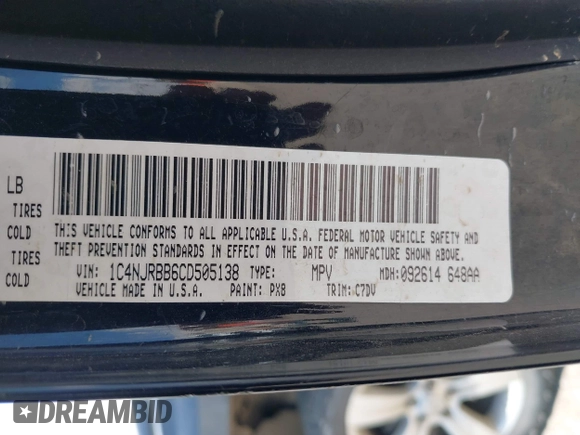 LB
TIRES
COLD
TIRES
COLD
THIS VEHICLE CONFORMS TO ALL APPLICABLE U.S.A. FEDERAL MOTOR VEHICLE SAFETY AND
THEFT PREVENTION STANDARDS IN EFFECT ON THE DATE OF MANUFACTURE SHOWN ABOVE.
VIN: 1C4NJRBB6CD505138 TYPE: MPV MDH:092614 648AA
VEHICLE MADE IN U.S.A. PAINT: PX8 TRIM:C7DV
DREAMBID